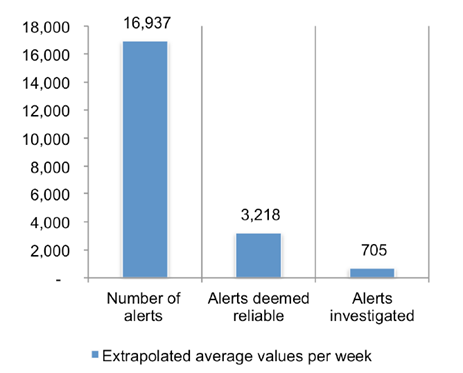 16,937
18,000
16,000
14,000
12,000
10,000
8,000
6,000
4,000
2,000
-
3,218
705
Number of
alerts
Alerts deemed
reliable
Alerts
investigated
Extrapolated average values per week